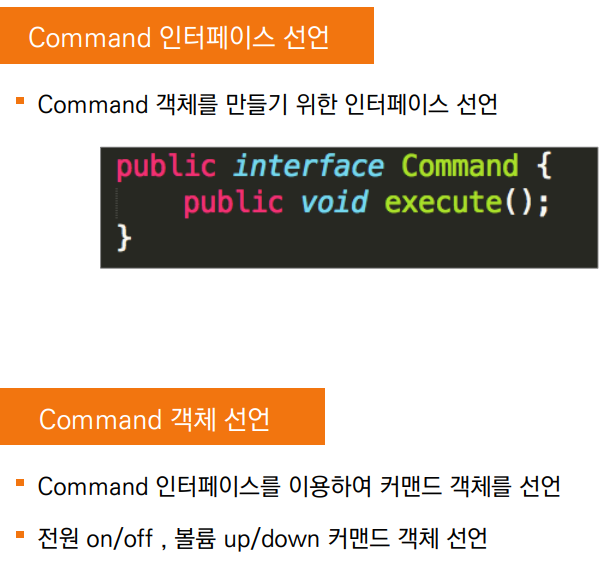 Command 인터페이스 선언
Command 객체를 만들기 위한 인터페이스 선언
public interface Command {
public void execute();
}
Command 객체 선언
Command 인터페이스를 이용하여 커맨드 객체를 선언
전원 on/off , 볼륨 up/down 커맨드 객체 선언